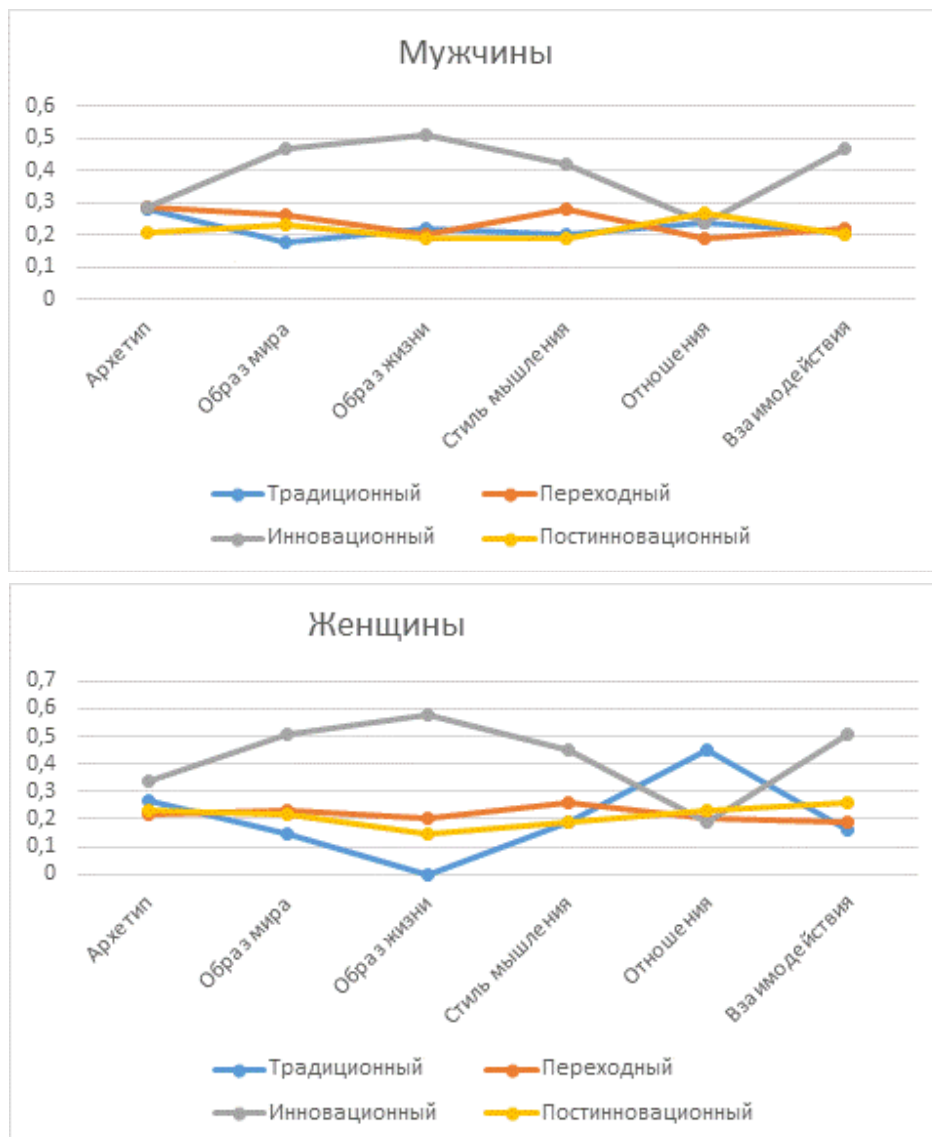 Мужчины
0,6
0,5
0,4
0,3
0,2
0,1
0
Архетип
Образ мира
Образ жизни
Стиль мышления
Отношения
Взаимодействия
Традиционный Переходный
Инновационный Постинновационный
Женщины
0,7
0,6
0,5
0,4
0,3
0,2
0,1
0
Архетип
Образ мира
Образ жизни
Стиль мышления
Отношения
Взаимодействия
Традиционный Переходный
Инновационный Постинновационный